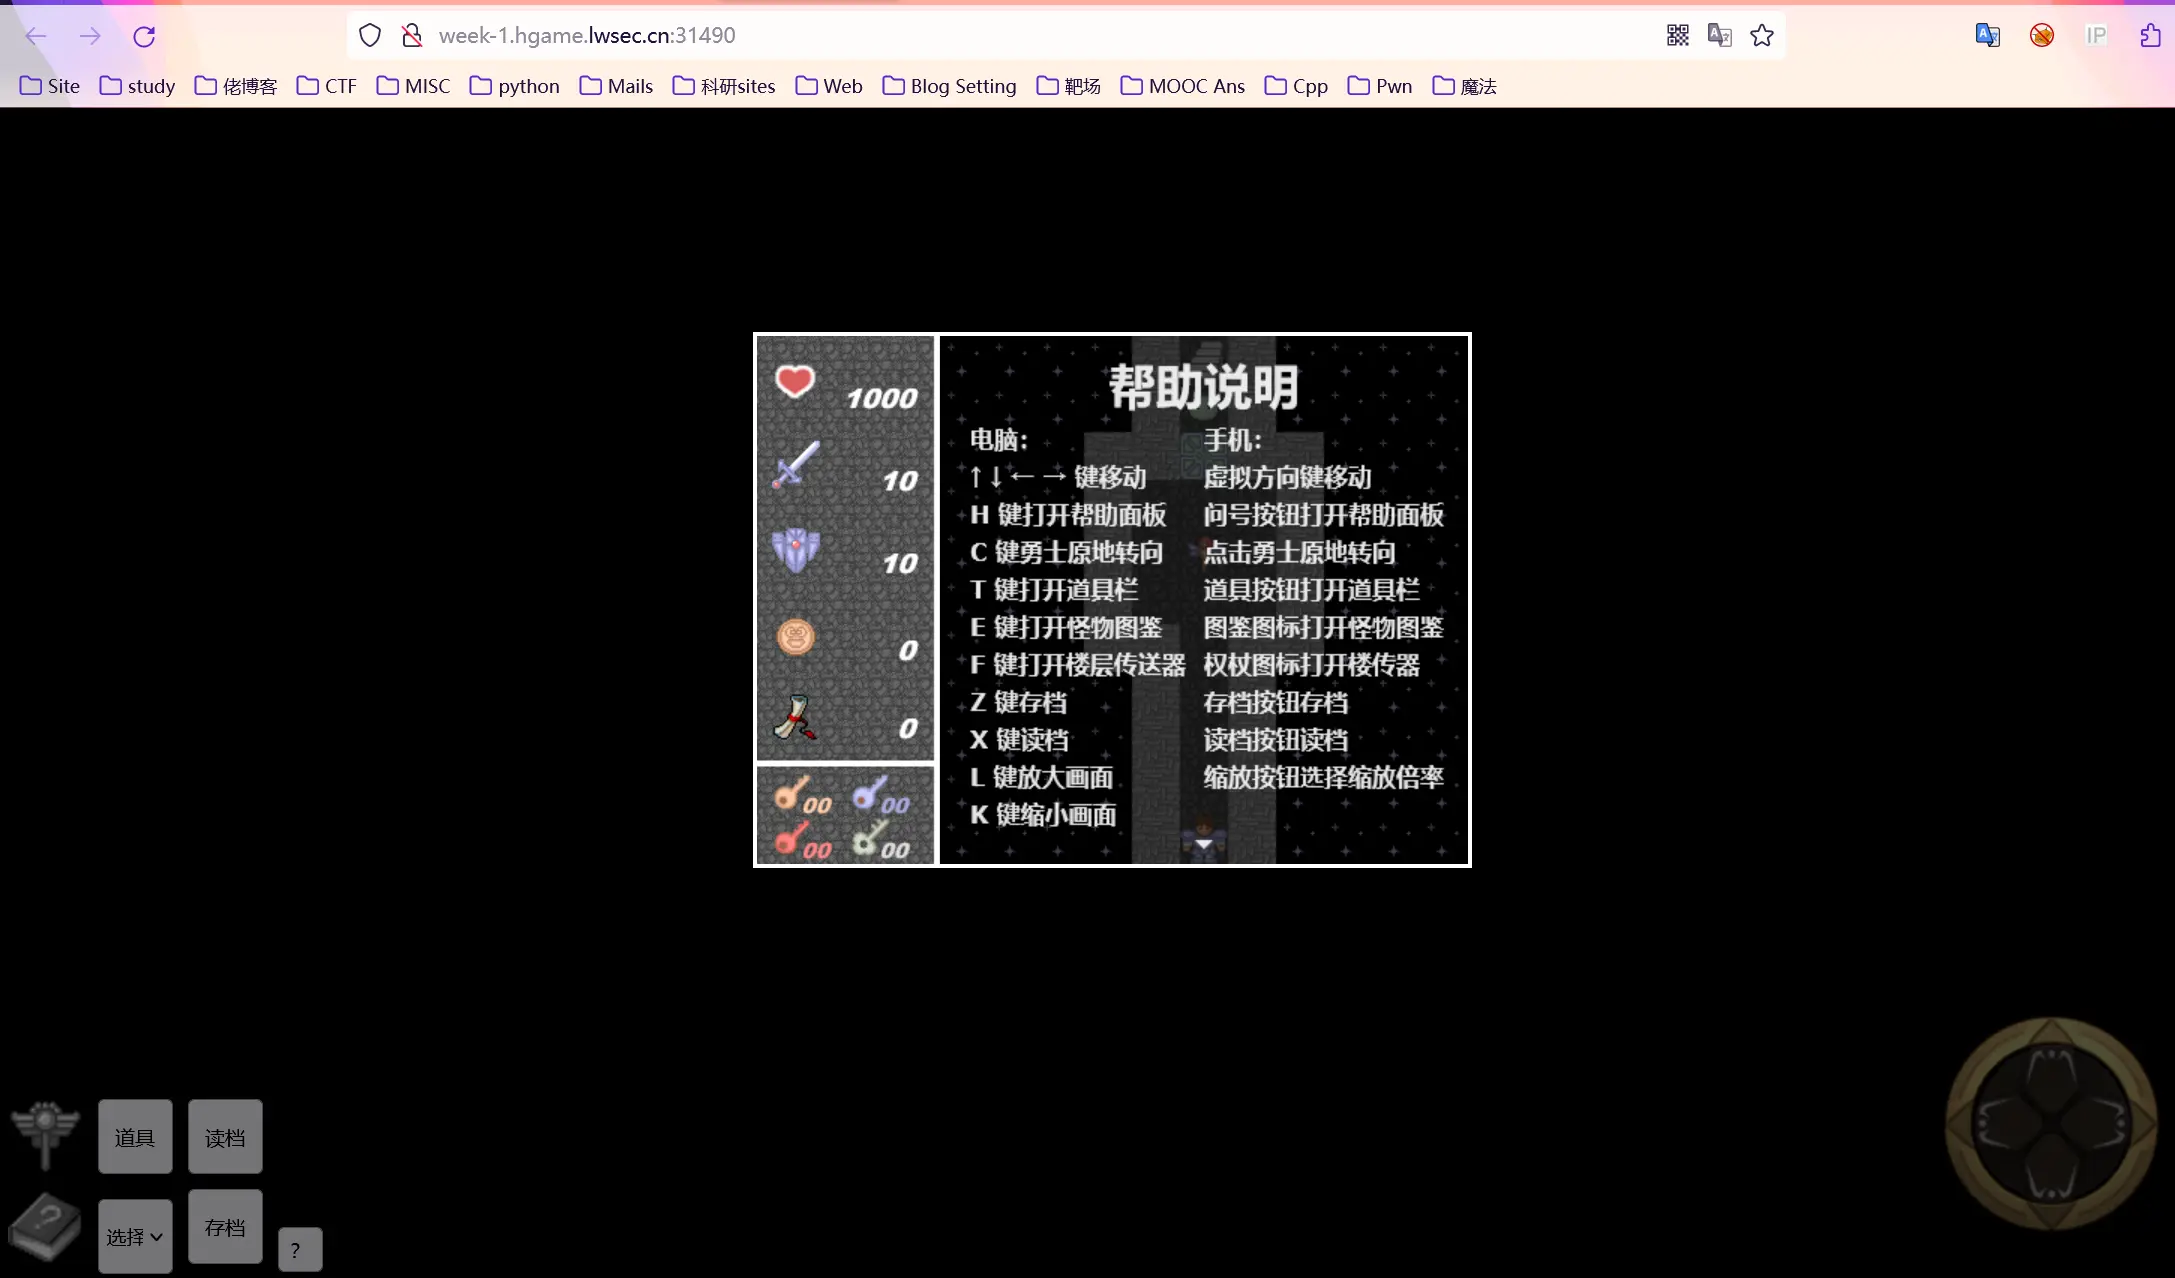 week-1.hgame.lwsec.cn:31490
IP
Site study 佬博客 CTF MISC python Mails 科研sites Web Blog Setting 靶场 MOOC Ans Cpp Pwn 魔法
1000
10
10
0
0
00 00
00 00
帮助说明
电脑: 手机:
↑↓←→ 键移动 虚拟方向键移动
H 键打开帮助面板 问号按钮打开帮助面板
C 键勇士原地转向 点击勇士原地转向
T 键打开道具栏 道具按钮打开道具栏
E 键打开怪物图鉴 图鉴图标打开怪物图鉴
F 键打开楼层传送器 权杖图标打开楼传器
Z 键存档 存档按钮存档
X 键读档 读档按钮读档
L 键放大画面 缩放按钮选择缩放倍率
K 键缩小画面
道具 读档
选择 存档 ?